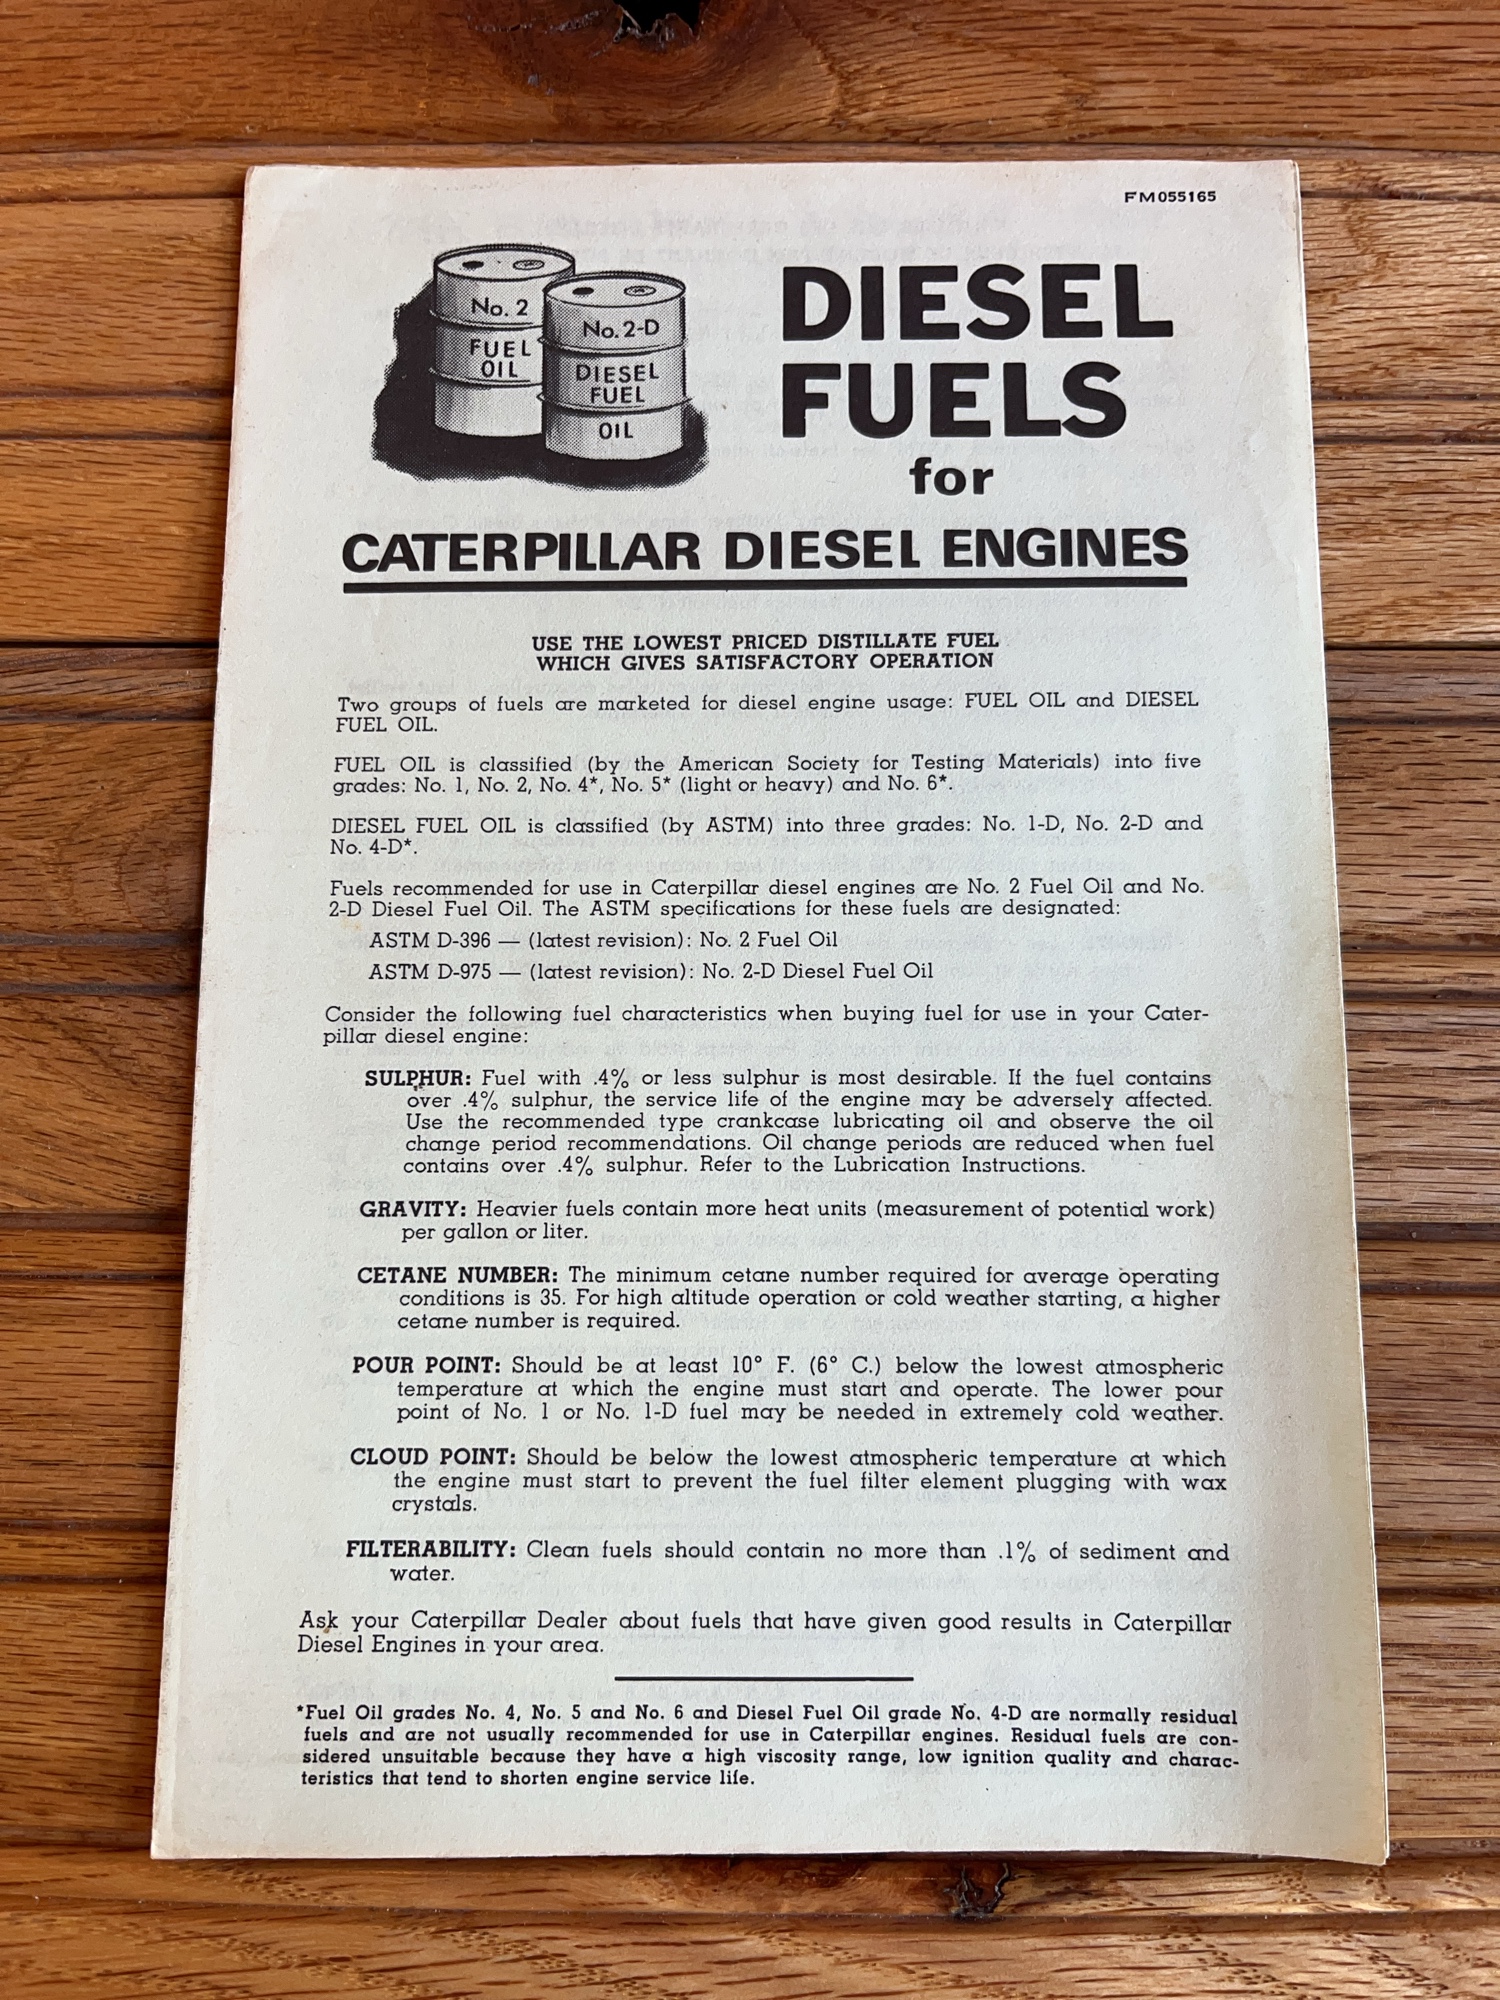 FM055165
No. 2
FUEL
OIL
No. 2-D
DIESEL
FUEL
OIL
DIESEL
FUELS
for
CATERPILLAR DIESEL ENGINES
USE THE LOWEST PRICED DISTILLATE FUEL
WHICH GIVES SATISFACTORY OPERATION
Two groups of fuels are marketed for diesel engine usage: FUEL OIL and DIESEL
FUEL OIL.
FUEL OIL is classified (by the American Society for Testing Materials) into five
grades: No. 1, No. 2, No. 4*, No. 5* (light or heavy) and No. 6*.
DIESEL FUEL OIL is classified (by ASTM) into three grades: No. 1-D, No. 2-D and
No. 4-D*.
Fuels recommended for use in Caterpillar diesel engines are No. 2 Fuel Oil and No.
2-D Diesel Fuel Oil. The ASTM specifications for these fuels are designated:
ASTM D-396 — (latest revision): No. 2 Fuel Oil
ASTM D-975 — (latest revision): No. 2-D Diesel Fuel Oil
Consider the following fuel characteristics when buying fuel for use in your Cater-
pillar diesel engine:
SULPHUR: Fuel with .4% or less sulphur is most desirable. If the fuel contains
over .4% sulphur, the service life of the engine may be adversely affected.
Use the recommended type crankcase lubricating oil and observe the oil
change period recommendations. Oil change periods are reduced when fuel
contains over .4% sulphur. Refer to the Lubrication Instructions.
GRAVITY: Heavier fuels contain more heat units (measurement of potential work)
per gallon or liter.
CETANE NUMBER: The minimum cetane number required for average operating
conditions is 35. For high altitude operation or cold weather starting, a higher
cetane number is required.
POUR POINT: Should be at least 10° F. (6° C.) below the lowest atmospheric
temperature at which the engine must start and operate. The lower pour
point of No. 1 or No. 1-D fuel may be needed in extremely cold weather.
CLOUD POINT: Should be below the lowest atmospheric temperature at which
the engine must start to prevent the fuel filter element plugging with wax
crystals.
FILTERABILITY: Clean fuels should contain no more than .1% of sediment and
water.
Ask your Caterpillar Dealer about fuels that have given good results in Caterpillar
Diesel Engines in your area.
*Fuel Oil grades No. 4, No. 5 and No. 6 and Diesel Fuel Oil grade No. 4-D are normally residual
fuels and are not usually recommended for use in Caterpillar engines. Residual fuels are con-
sidered unsuitable because they have a high viscosity range, low ignition quality and charac-
teristics that tend to shorten engine service life.